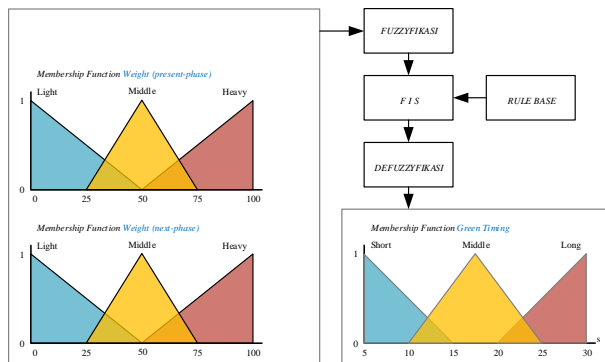 Membership Function Weight (present-phase)
Light Middle Heavy
1
0
0 25 50 75 100
Membership Function Weight (next-phase)
Light Middle Heavy
1
0
0 25 50 75 100
FUZZYFIKASI
F I S
RULE BASE
DEFUZZYFIKASI
Membership Function Green Timing
Short Middle Long
1
0
5 10 15 20 25 30 s